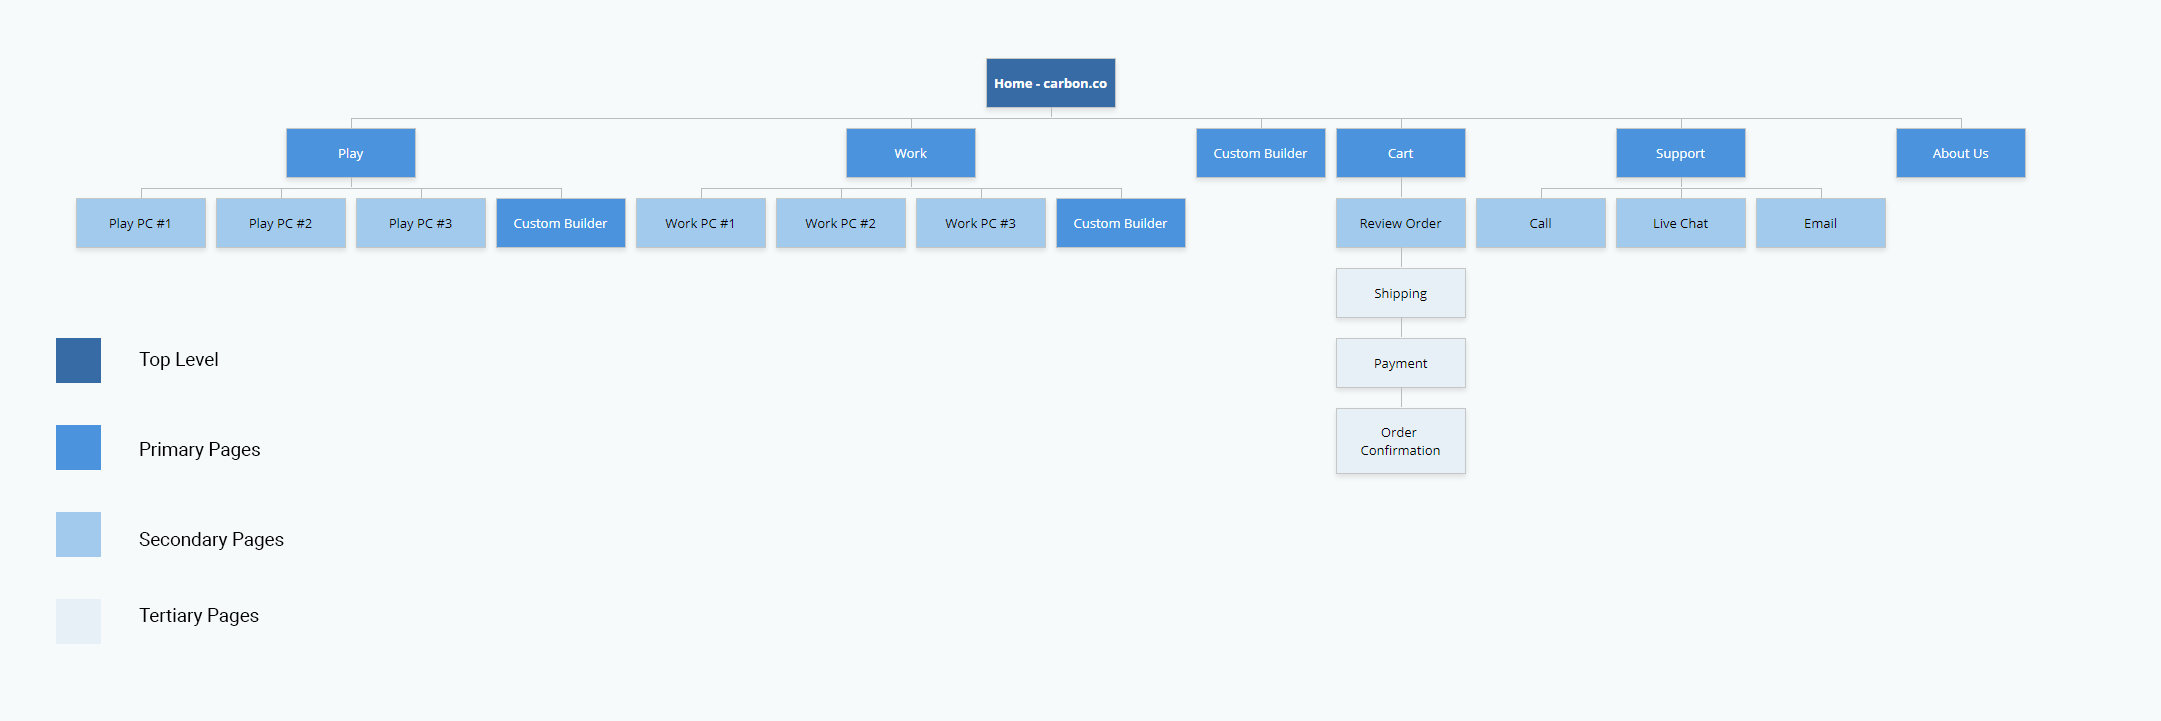 Home - carbon.co
Play
Work
Custom Builder
Cart
Support
About Us
Play PC #1
Play PC #2
Play PC #3
Custom Builder
Work PC #1
Work PC #2
Work PC #3
Custom Builder
Review Order
Call
Live Chat
Email
Shipping
Payment
Order
Confirmation
Top Level
Primary Pages
Secondary Pages
Tertiary Pages